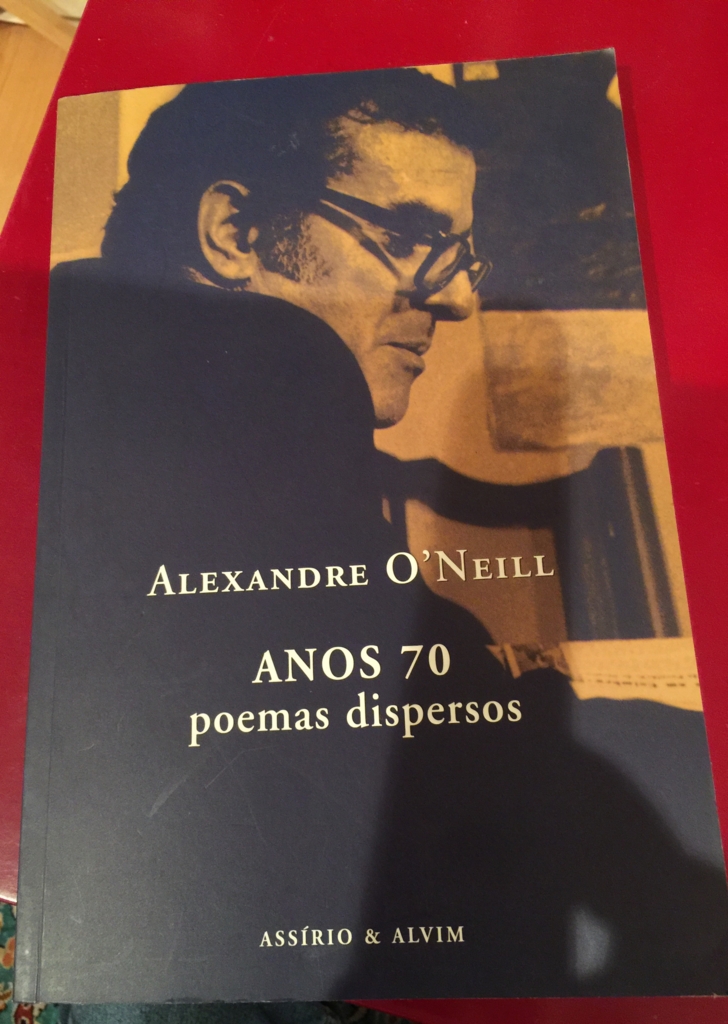 ALEXANDRE O'NEILL
ANOS 70
poemas dispersos
ASSÍRIO & ALVIM